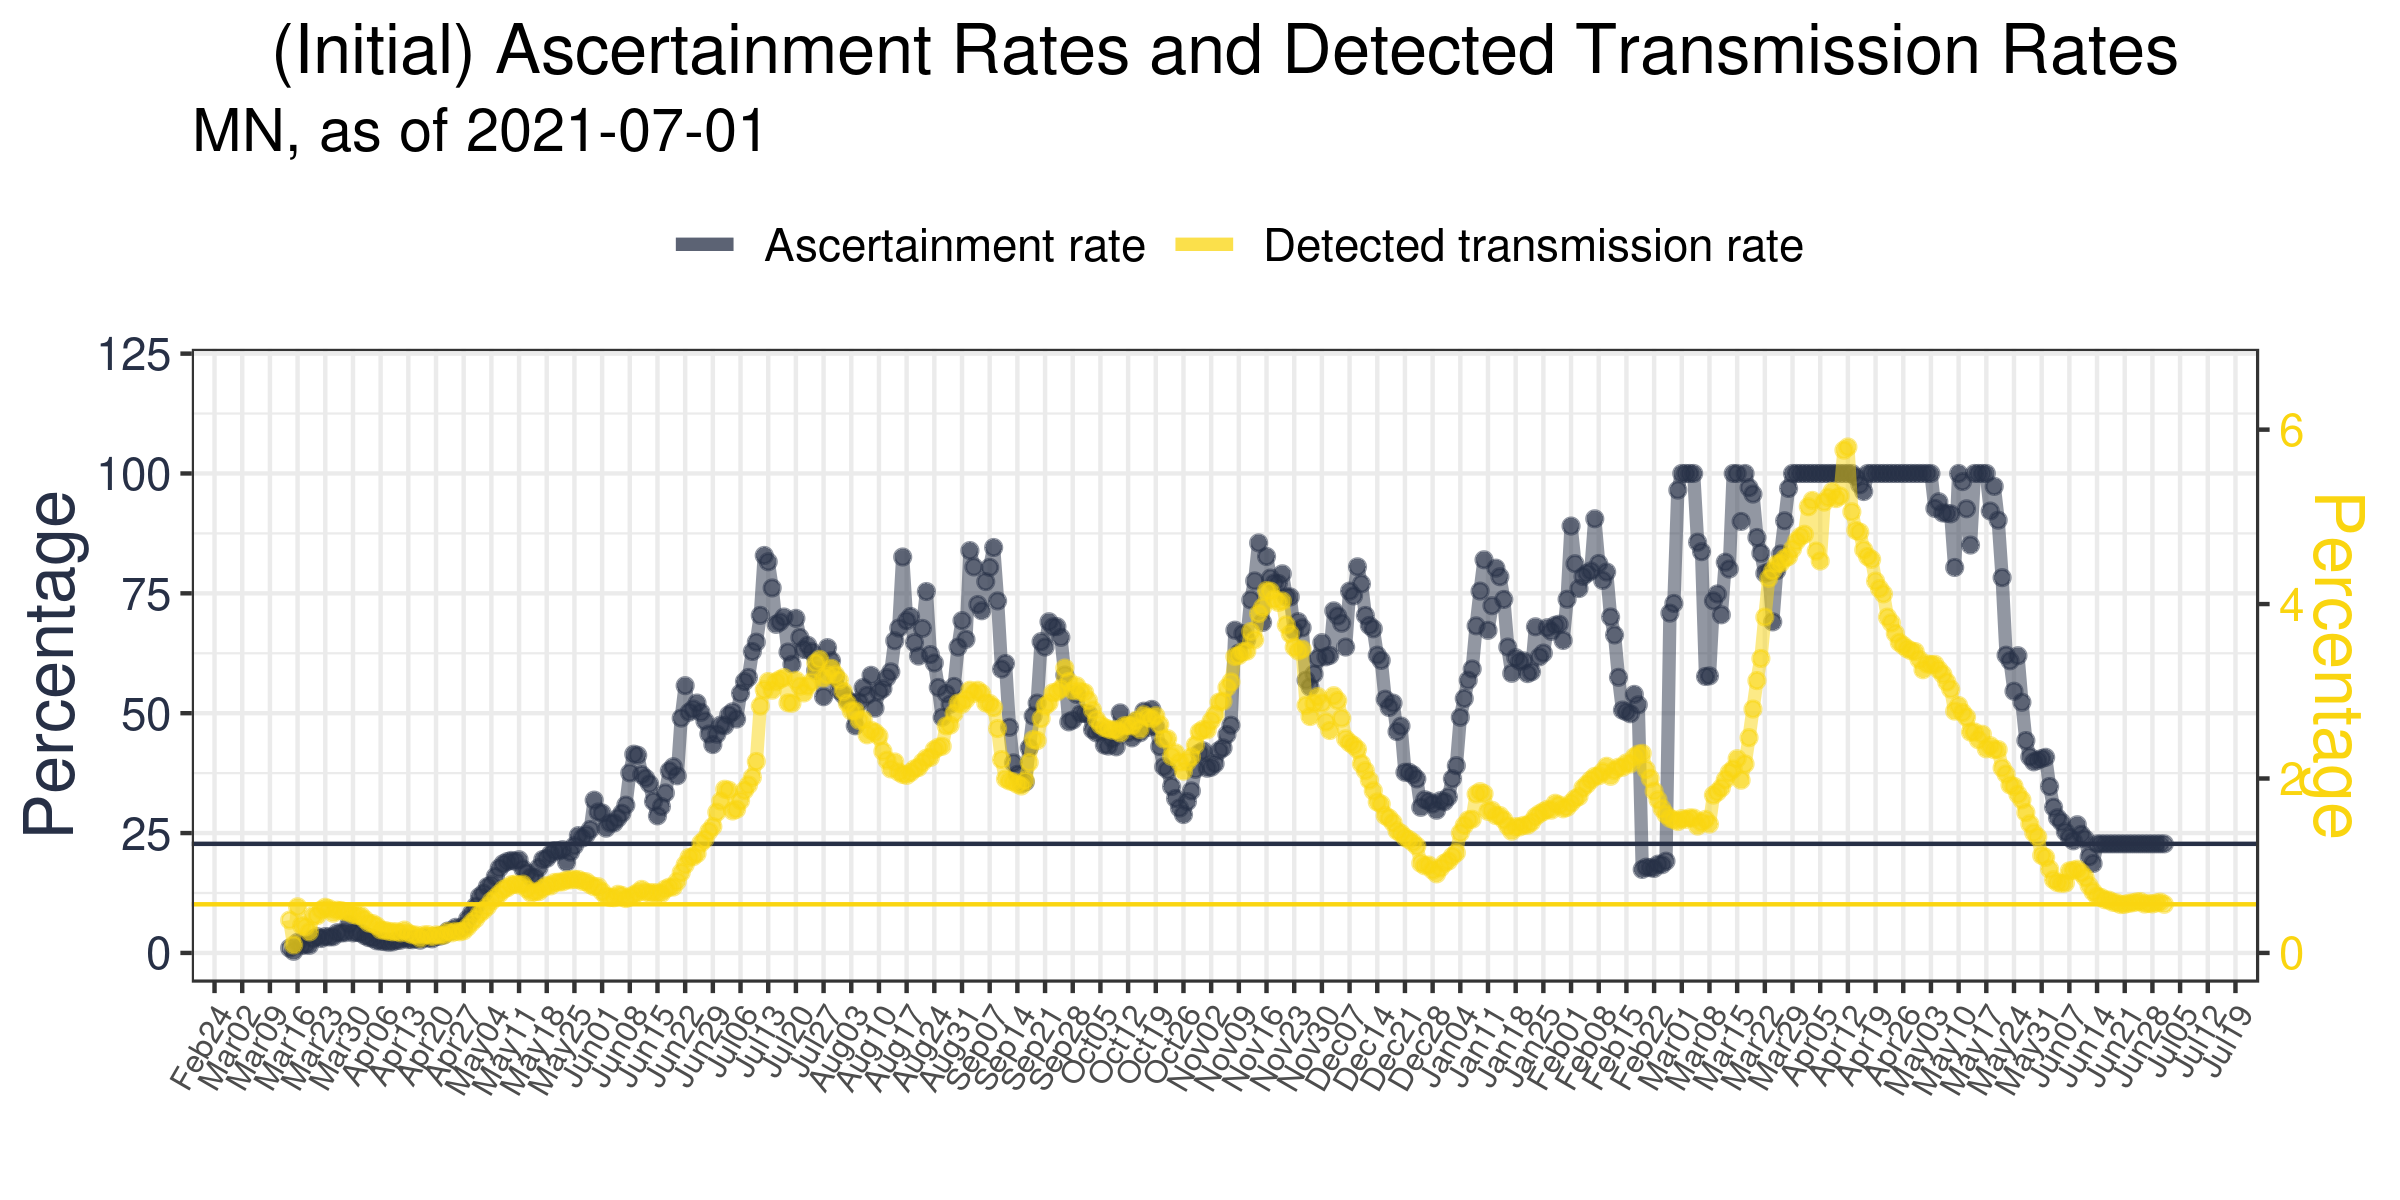 (Initial) Ascertainment Rates and Detected Transmission Rates
MN, as of 2021-07-01
Ascertainment rate
Detected transmission rate
Percentage
125
100
75
50
25
0
6
4
2
0
Percentage
Feb24
Mar02
Mar09
Mar16
Mar23
Mar30
Apr06
Apr13
Apr20
Apr27
May04
May11
May18
May25
Jun01
Jun08
Jun15
Jun22
Jun29
Jul06
Jul13
Jul20
Jul27
Aug03
Aug10
Aug17
Aug24
Aug31
Sep07
Sep14
Sep21
Sep28
Oct05
Oct12
Oct19
Oct26
Nov02
Nov09
Nov16
Nov23
Nov30
Dec07
Dec14
Dec21
Dec28
Jan04
Jan11
Jan18
Jan25
Feb01
Feb08
Feb15
Feb22
Mar01
Mar08
Mar15
Mar22
Mar29
Apr05
Apr12
Apr19
Apr26
May03
May10
May17
May24
May31
Jun07
Jun14
Jun21
Jun28
Jul05
Jul12
Jul19